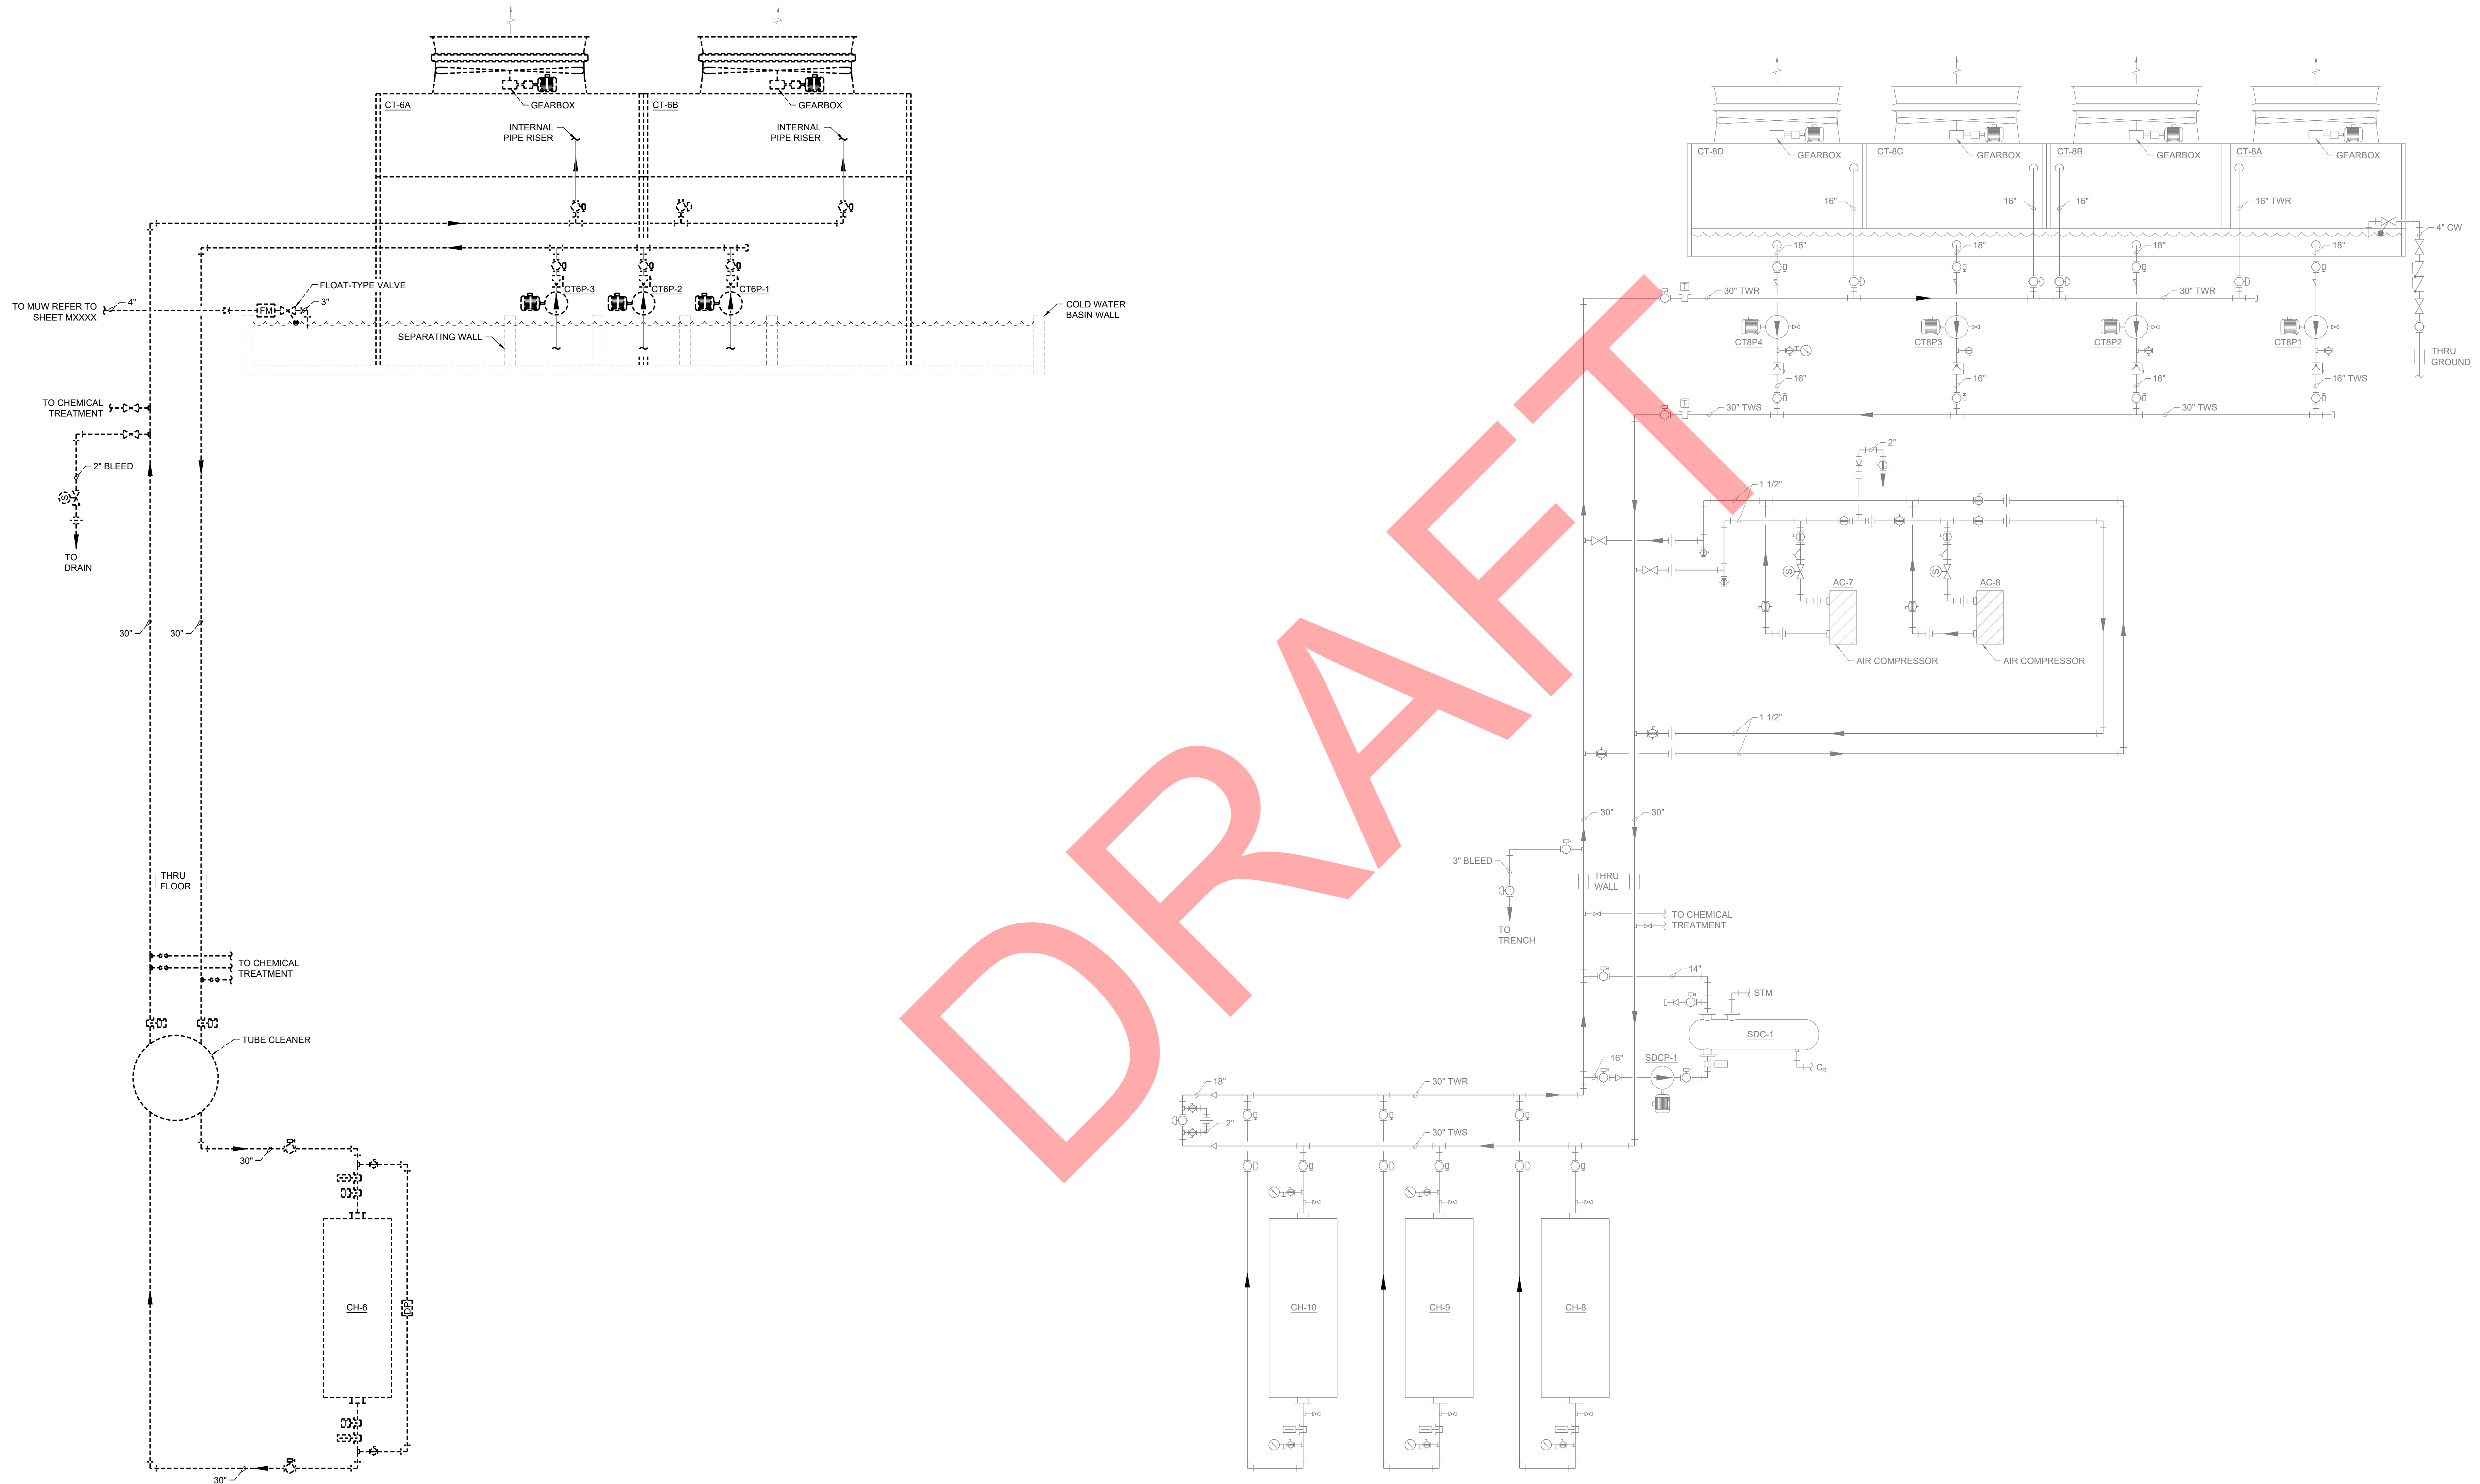 CT-6A
GEARBOX
CT-6B
GEARBOX
INTERNAL
PIPE RISER
INTERNAL
PIPE RISER
FLOAT-TYPE VALVE
TO MUW REFER TO
SHEET MXXXX
4"
FM
3"
CT6P-3
CT6P-2
CT6P-1
COLD WATER
BASIN WALL
SEPARATING WALL
TO CHEMICAL
TREATMENT
2" BLEED
S
TO
DRAIN
30"
30"
THRU
FLOOR
TO CHEMICAL
TREATMENT
TUBE CLEANER
30"
CH-6
DP
30"
DRAFT
CT-8D
GEARBOX
CT-8C
GEARBOX
CT-8B
GEARBOX
CT-8A
GEARBOX
16"
16"
16"
16" TWR
4" CW
18"
18"
18"
18"
T
30" TWR
30" TWR
CT8P4
CT8P3
CT8P2
CT8P1
THRU
GROUND
16"
16"
16"
16" TWS
T
30" TWS
30" TWS
2"
1 1/2"
S
AC-7
S
AC-8
AIR COMPRESSOR
AIR COMPRESSOR
1 1/2"
30"
30"
3" BLEED
THRU
WALL
TO
TRENCH
TO CHEMICAL
TREATMENT
14"
STM
SDC-1
16"
SDCP-1
CR
18"
30" TWR
2"
30" TWS
CH-10
CH-9
CH-8